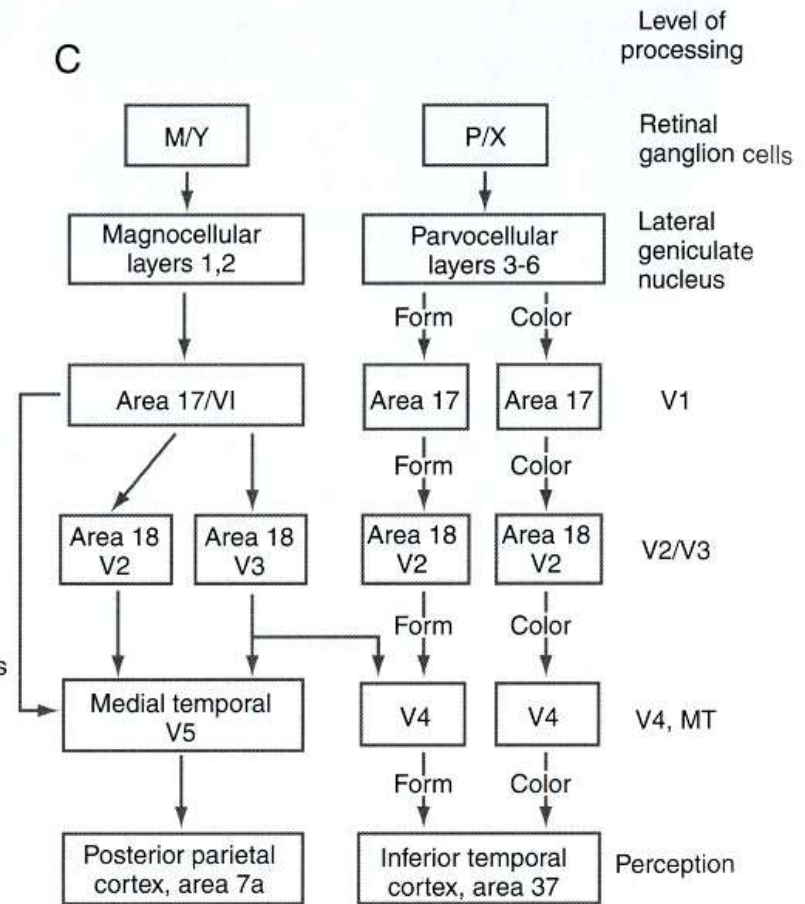 Level of
processing
C
M/Y
P/X
Retinal
ganglion cells
Magnocellular
layers 1,2
Parvocellular
layers 3-6
Lateral
geniculate
nucleus
Form
Color
Area 17/VI
Area 17
Area 17
V1
Form
Color
Area 18
V2
Area 18
V3
Area 18
V2
Area 18
V2
V2/V3
Form
Color
s
Medial temporal
V5
V4
V4
V4, MT
Form
Color
Posterior parietal
cortex, area 7a
Inferior temporal
cortex, area 37
Perception